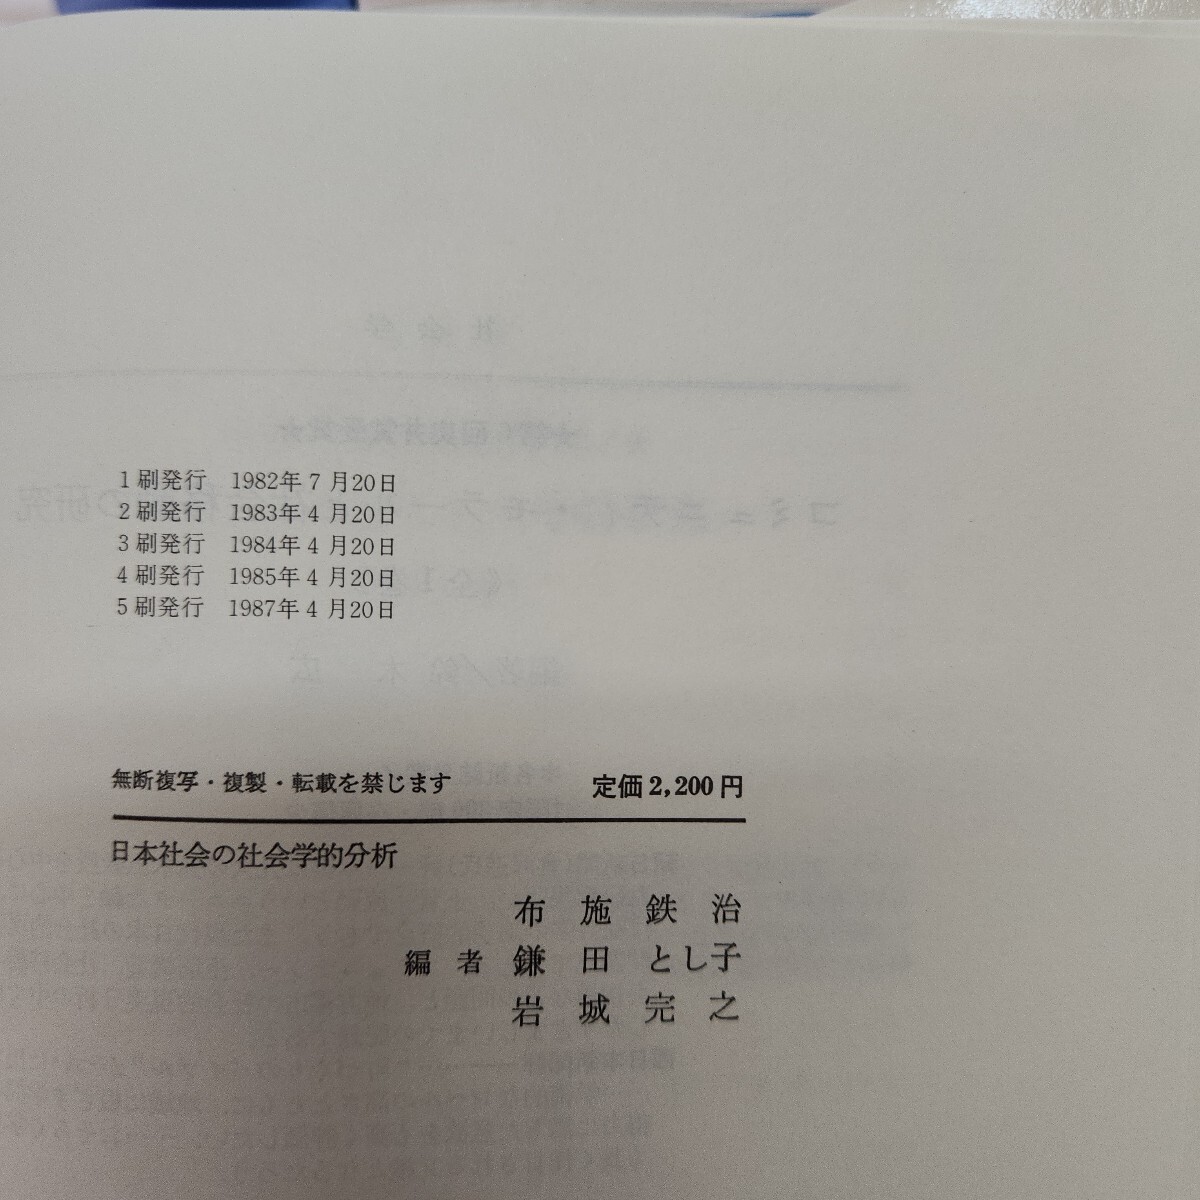 1刷発行 1982年7月20日
2刷発行 1983年4月20日
3刷発行 1984年4月20日
4刷発行 1985年4月20日
5刷発行 1987年4月20日
無断複写・複製・転載を禁じます 定価2,200円
日本社会の社会学的分析
布施鉄治
編者 鎌田とし子
岩城完之